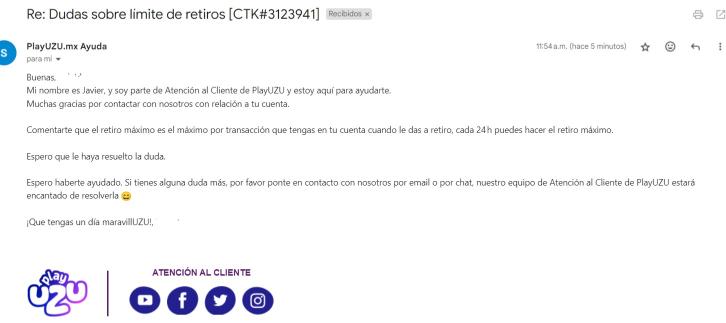 Re: Dudas sobre límite de retiros [CTK#3123941] Recibidos ×
S
PlayUZU.mx Ayuda
11:54 a.m. (hace 5 minutos)
para mí
Buenas,
Mi nombre es Javier, y soy parte de Atención al Cliente de PlayUZU y estoy aquí para ayudarte.
Muchas gracias por contactar con nosotros con relación a tu cuenta.
Comentarte que el retiro máximo es el máximo por transacción que tengas en tu cuenta cuando le das a retiro, cada 24 h puedes hacer el retiro máximo.
Espero que le haya resuelto la duda.
Espero haberte ayudado. Si tienes alguna duda más, por favor ponte en contacto con nosotros por email o por chat, nuestro equipo de Atención al Cliente de PlayUZU estará
encantado de resolverla 😄
¡Que tengas un día maravillUZU!,
play
UZU
ATENCIÓN AL CLIENTE